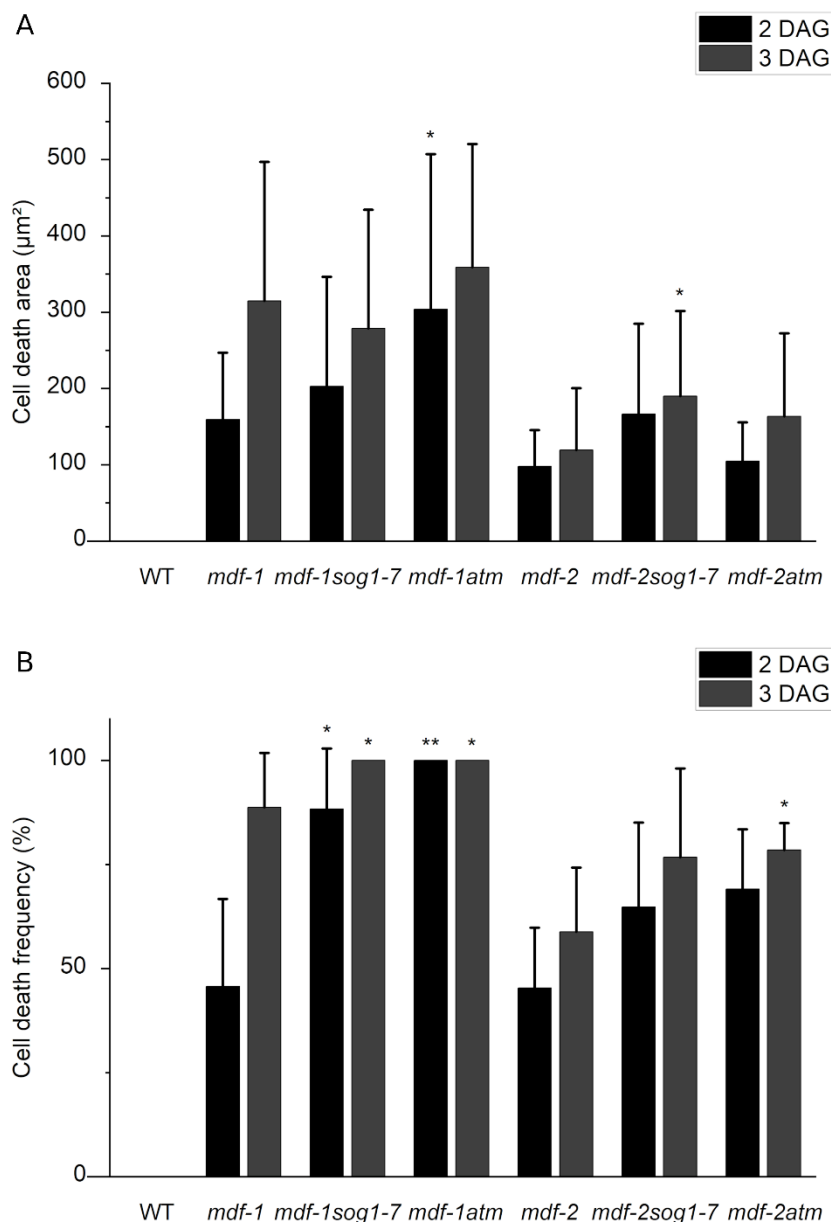 A
2 DAG
3 DAG
600
500
400
300
200
100
0
Cell death area (µm²)
*
*
WT mdf-1 mdf-1sog1-7 mdf-1atm mdf-2 mdf-2sog1-7 mdf-2atm
B
2 DAG
3 DAG
100
50
0
Cell death frequency (%)
* * ** *
*
WT mdf-1 mdf-1sog1-7 mdf-1atm mdf-2 mdf-2sog1-7 mdf-2atm